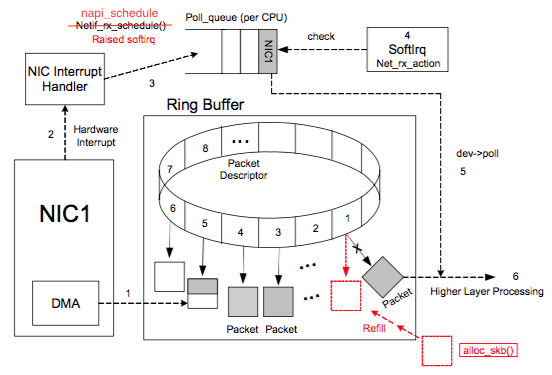 napi_schedule
Netif_rx_schedule()
Raised softirq
Poll_queue (per CPU)
NIC1
check
4
SoftIrq
Net_rx_action
NIC Interrupt
Handler
3
2
Hardware
Interrupt
Ring Buffer
NIC1
DMA
1
7
8
...
Packet
Descriptor
6
5
4
3
2
1
X
...
...
Packet
Packet
Packet
dev->poll
5
6
Higher Layer Processing
Refill
alloc_skb()